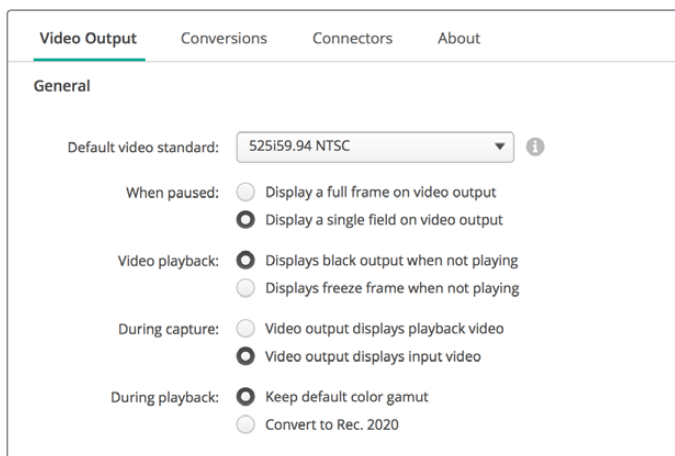 Video Output Conversions Connectors About
General
Default video standard: 525i59.94 NTSC
When paused: Display a full frame on video output
Display a single field on video output
Video playback: Displays black output when not playing
Displays freeze frame when not playing
During capture: Video output displays playback video
Video output displays input video
During playback: Keep default color gamut
Convert to Rec. 2020